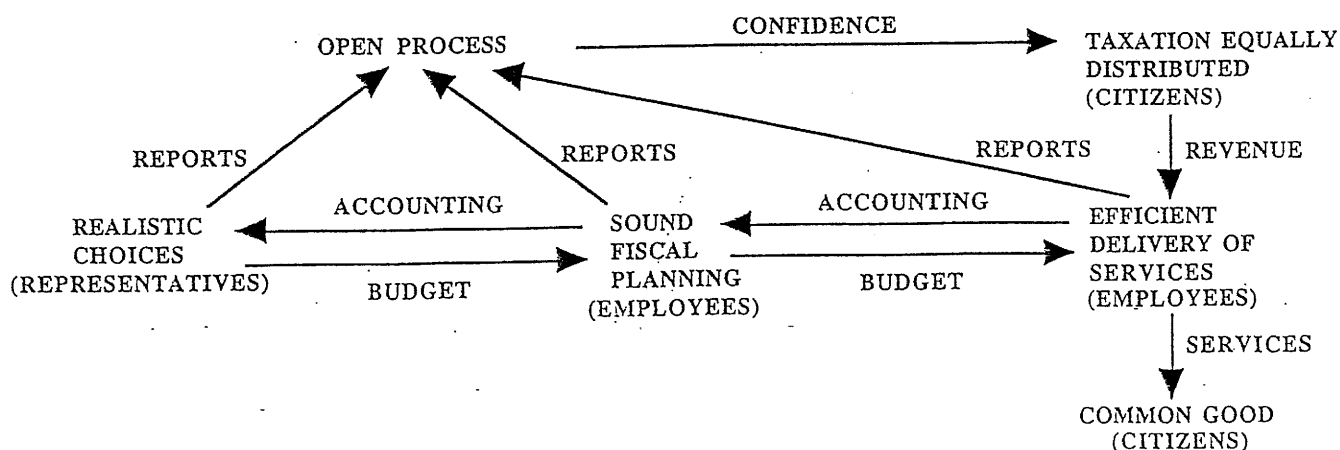 CONFIDENCE
OPEN PROCESS
TAXATION EQUALLY
DISTRIBUTED
(CITIZENS)
REPORTS
REPORTS
REPORTS
REVENUE
ACCOUNTING
ACCOUNTING
REALISTIC
CHOICES
(REPRESENTATIVES)
SOUND
FISCAL
PLANNING
(EMPLOYEES)
EFFICIENT
DELIVERY OF
SERVICES
(EMPLOYEES)
BUDGET
BUDGET
SERVICES
COMMON GOOD
(CITIZENS)